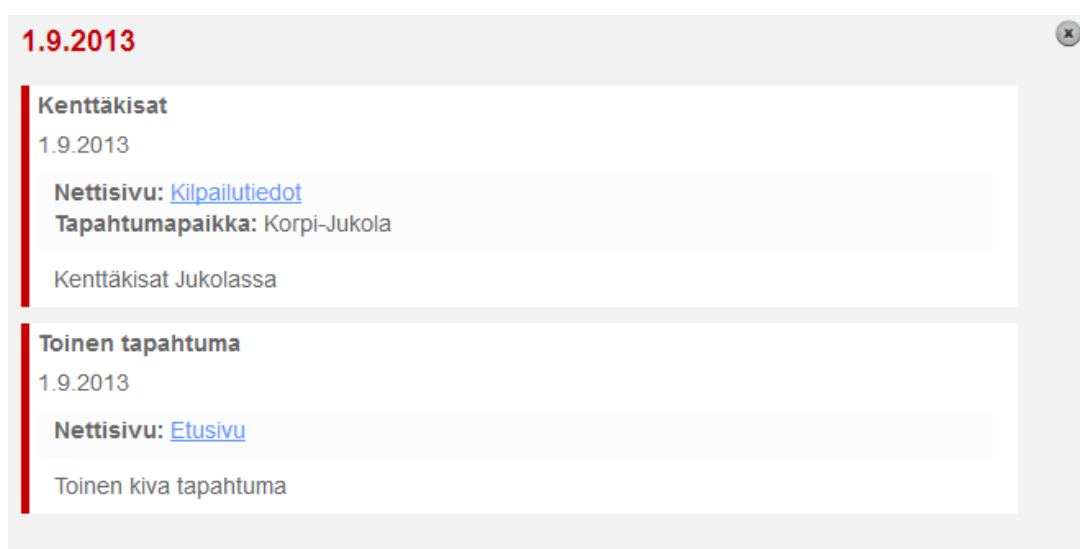 1.9.2013
Kenttäkisat
1.9.2013
Nettisivu: Kilpailutiedot
Tapahtumapaikka: Korpi-Jukola
Kenttäkisat Jukolassa
Toinen tapahtuma
1.9.2013
Nettisivu: Etusivu
Toinen kiva tapahtuma